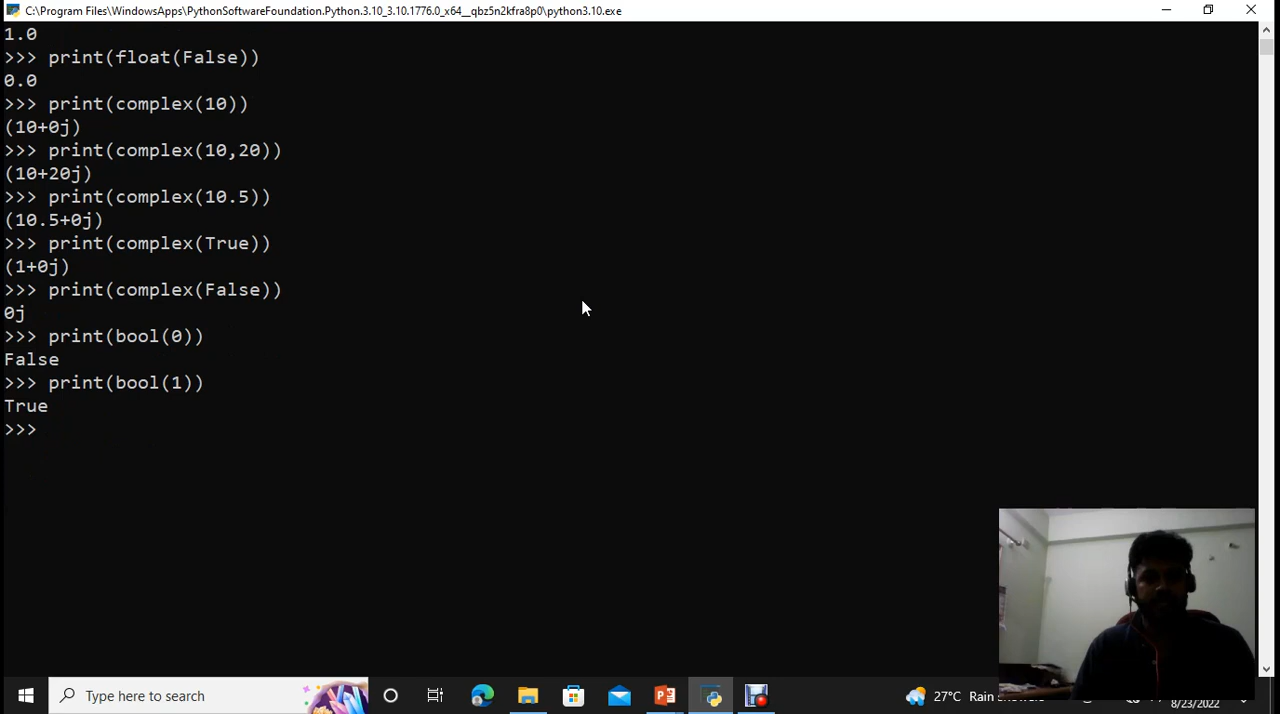 C:\Program Files\WindowsApps\PythonSoftwareFoundation.Python.3.10_3.10.1776.0_x64__qbz5n2kfra8p0\python3.10.exe
1.0
>>> print(float(False))
0.0
>>> print(complex(10))
(10+0j)
>>> print(complex(10,20))
(10+20j)
>>> print(complex(10.5))
(10.5+0j)
>>> print(complex(True))
(1+0j)
>>> print(complex(False))
0j
>>> print(bool(0))
False
>>> print(bool(1))
True
>>>
Type here to search
27°C Rain
8/23/2022